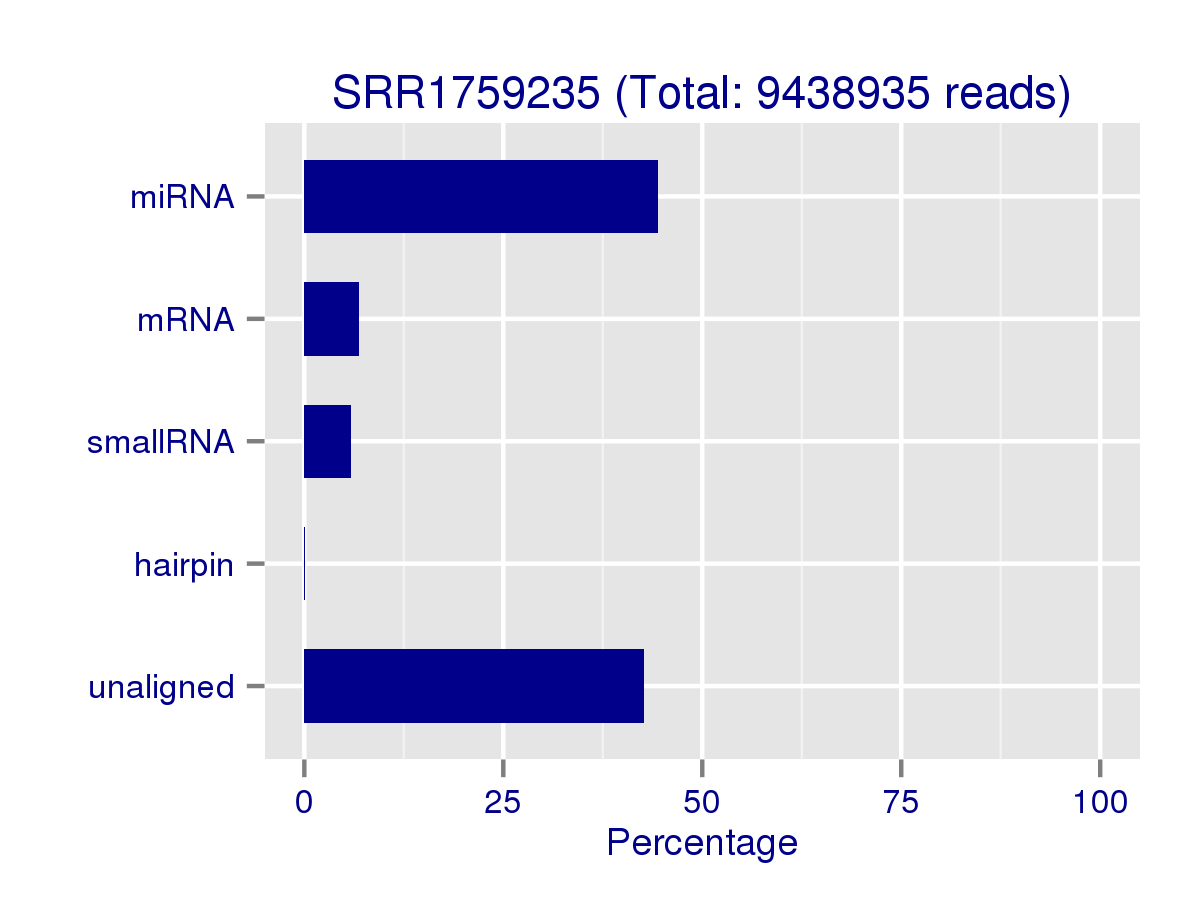 SRR1759235 (Total: 9438935 reads)
miRNA
mRNA
smallRNA
hairpin
unaligned
0 25 50 75 100
Percentage